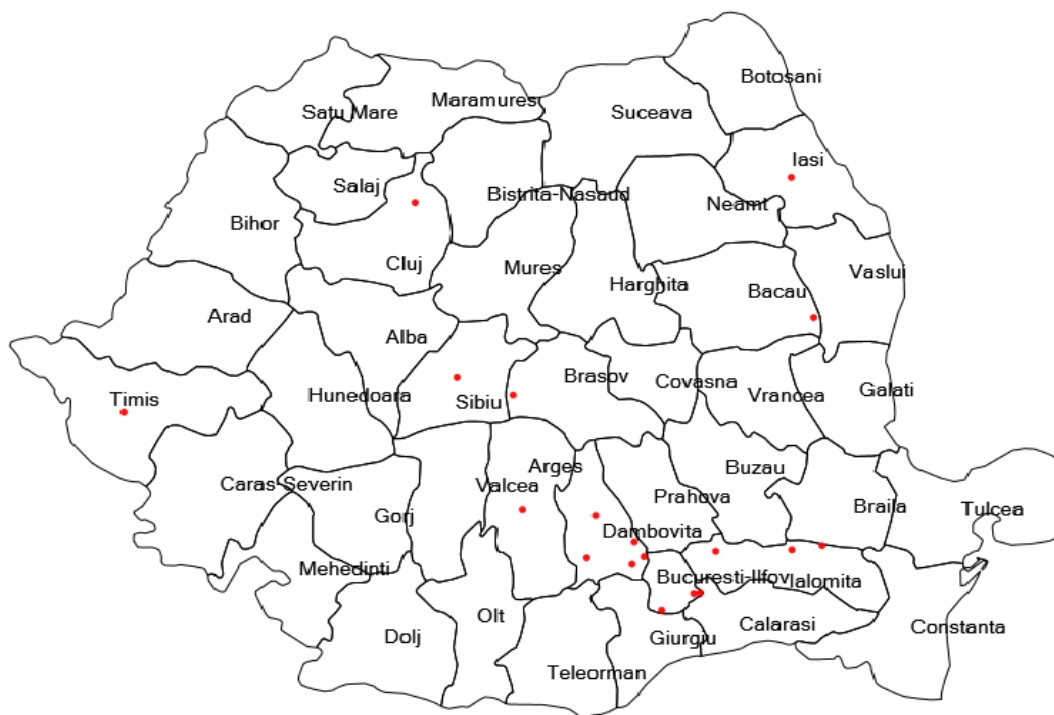 Botosani
Satu Mare
Maramures
Suceava
Iasi
Salaj
Bistrita-Nasaud
Neamt
Bihor
Cluj
Mures
Harghita
Bacau
Vaslui
Arad
Alba
Timis
Hunedoara
Sibiu
Brasov
Covasna
Vrancea
Galati
Caras-Severin
Valcea
Arges
Prahova
Buzau
Braila
Tulcea
Gorj
Dambovita
Mehedinti
Bucuresti-Ilfov
Ialomita
Dolj
Olt
Teleorman
Giurgiu
Calarasi
Constanta